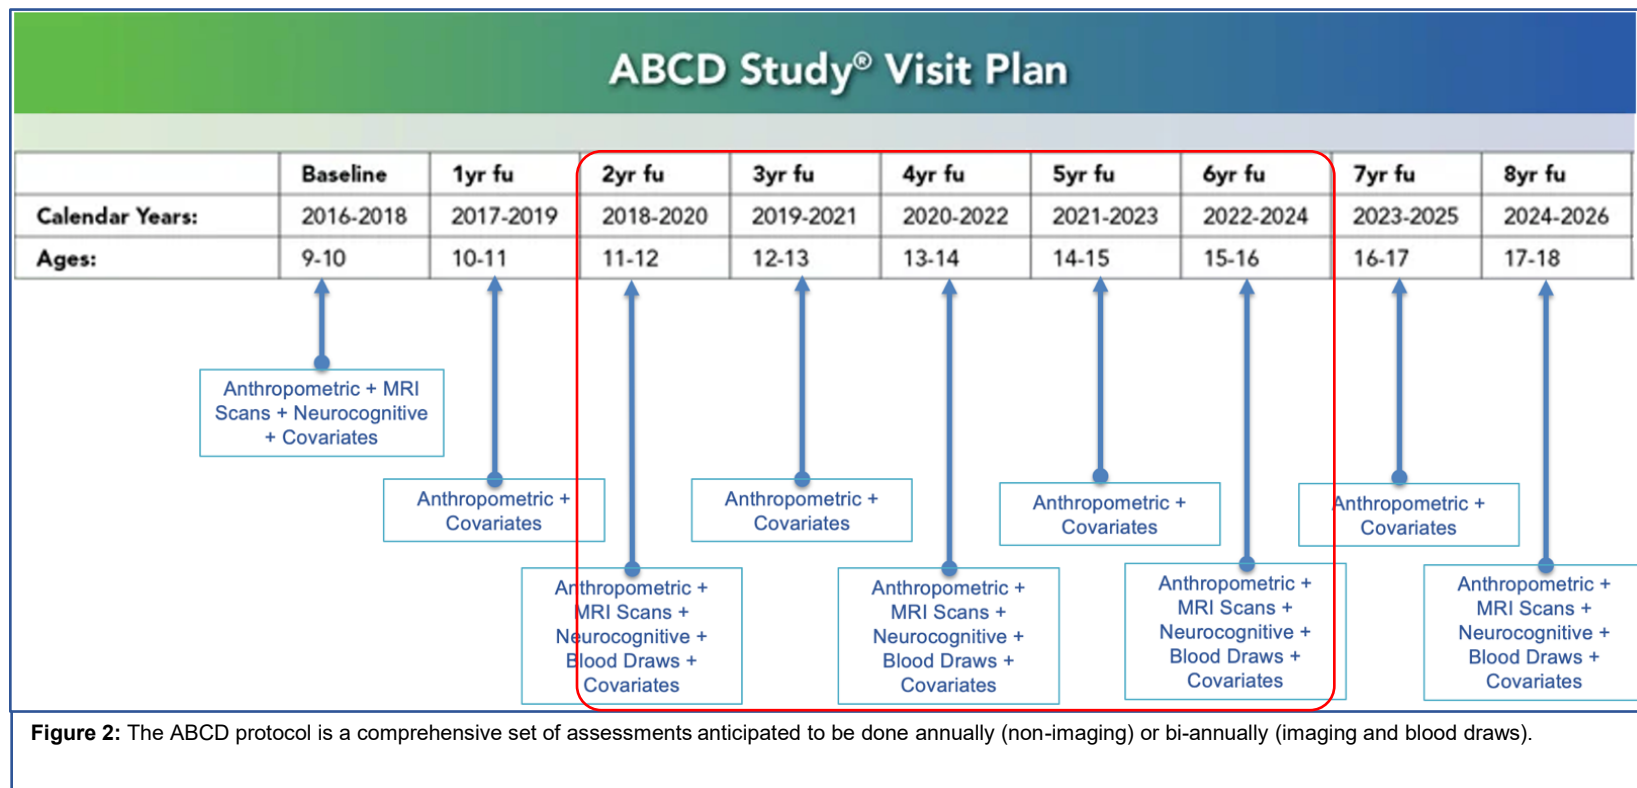 ABCD Study® Visit Plan
Baseline 1yr fu 2yr fu 3yr fu 4yr fu 5yr fu 6yr fu 7yr fu 8yr fu
Calendar Years: 2016-2018 2017-2019 2018-2020 2019-2021 2020-2022 2021-2023 2022-2024 2023-2025 2024-2026
Ages: 9-10 10-11 11-12 12-13 13-14 14-15 15-16 16-17 17-18
Anthropometric + MRI
Scans + Neurocognitive
+ Covariates
Anthropometric +
Covariates
Anthropometric +
MRI Scans +
Neurocognitive +
Blood Draws +
Covariates
Anthropometric +
Covariates
Anthropometric +
MRI Scans +
Neurocognitive +
Blood Draws +
Covariates
Anthropometric +
Covariates
Anthropometric +
MRI Scans +
Neurocognitive +
Blood Draws +
Covariates
Anthropometric +
Covariates
Anthropometric +
MRI Scans +
Neurocognitive +
Blood Draws +
Covariates
Figure 2: The ABCD protocol is a comprehensive set of assessments anticipated to be done annually (non-imaging) or bi-annually (imaging and blood draws).